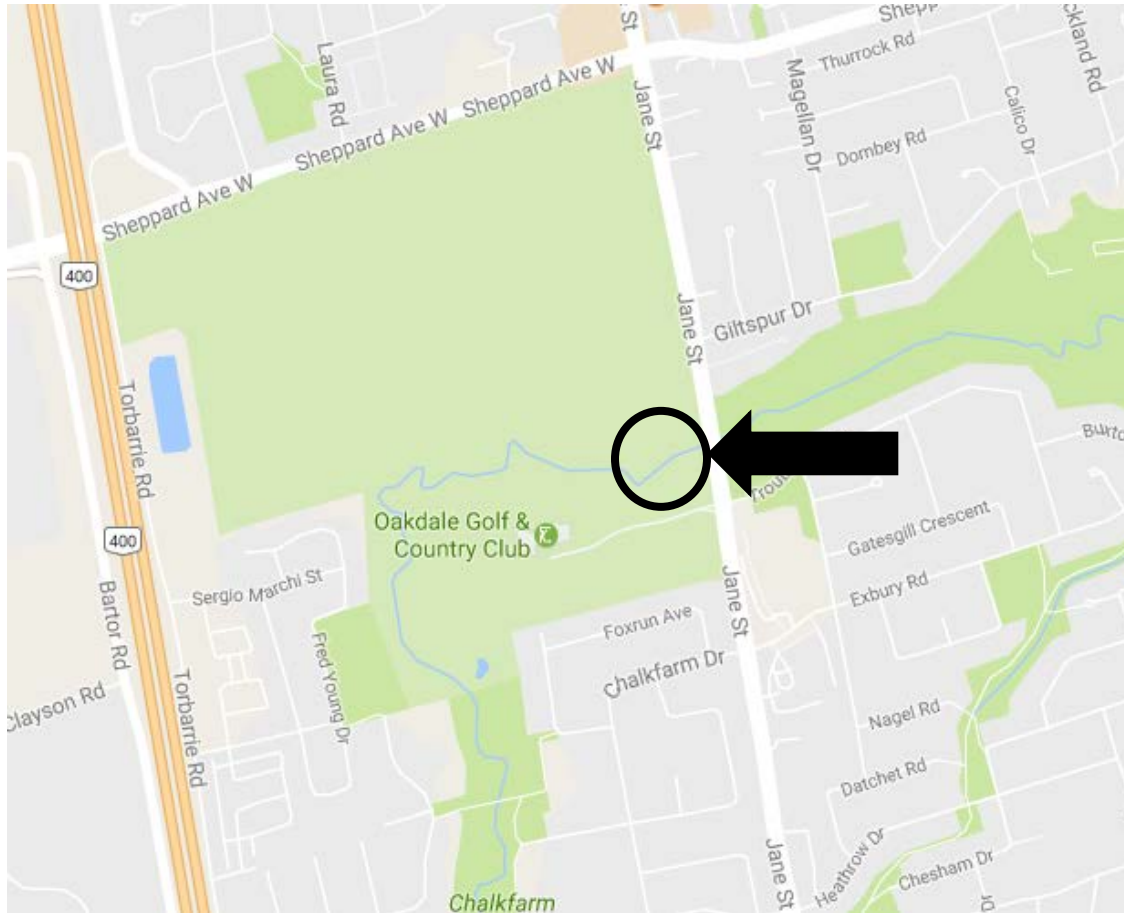 St
Laura Rd
Sheppard Ave W
Sheppard Ave W
Sheppard Ave W
Jane St
Thurrock Rd
Magellan Dr
Dombey Rd
Calico Dr
400
Jane St
Giltspur Dr
Torbarrie Rd
Oakdale Golf &
Country Club
Gatesgill Crescent
400
Sergio Marchi St
Exbury Rd
Bartor Rd
Fred Young Dr
Foxrun Ave
Jane St
Chalkfarm Dr
Clayson Rd
Torbarrie Rd
Nagel Rd
Datchet Rd
Heathrow Dr
Chesham Dr
Jane St
Chalkfarm